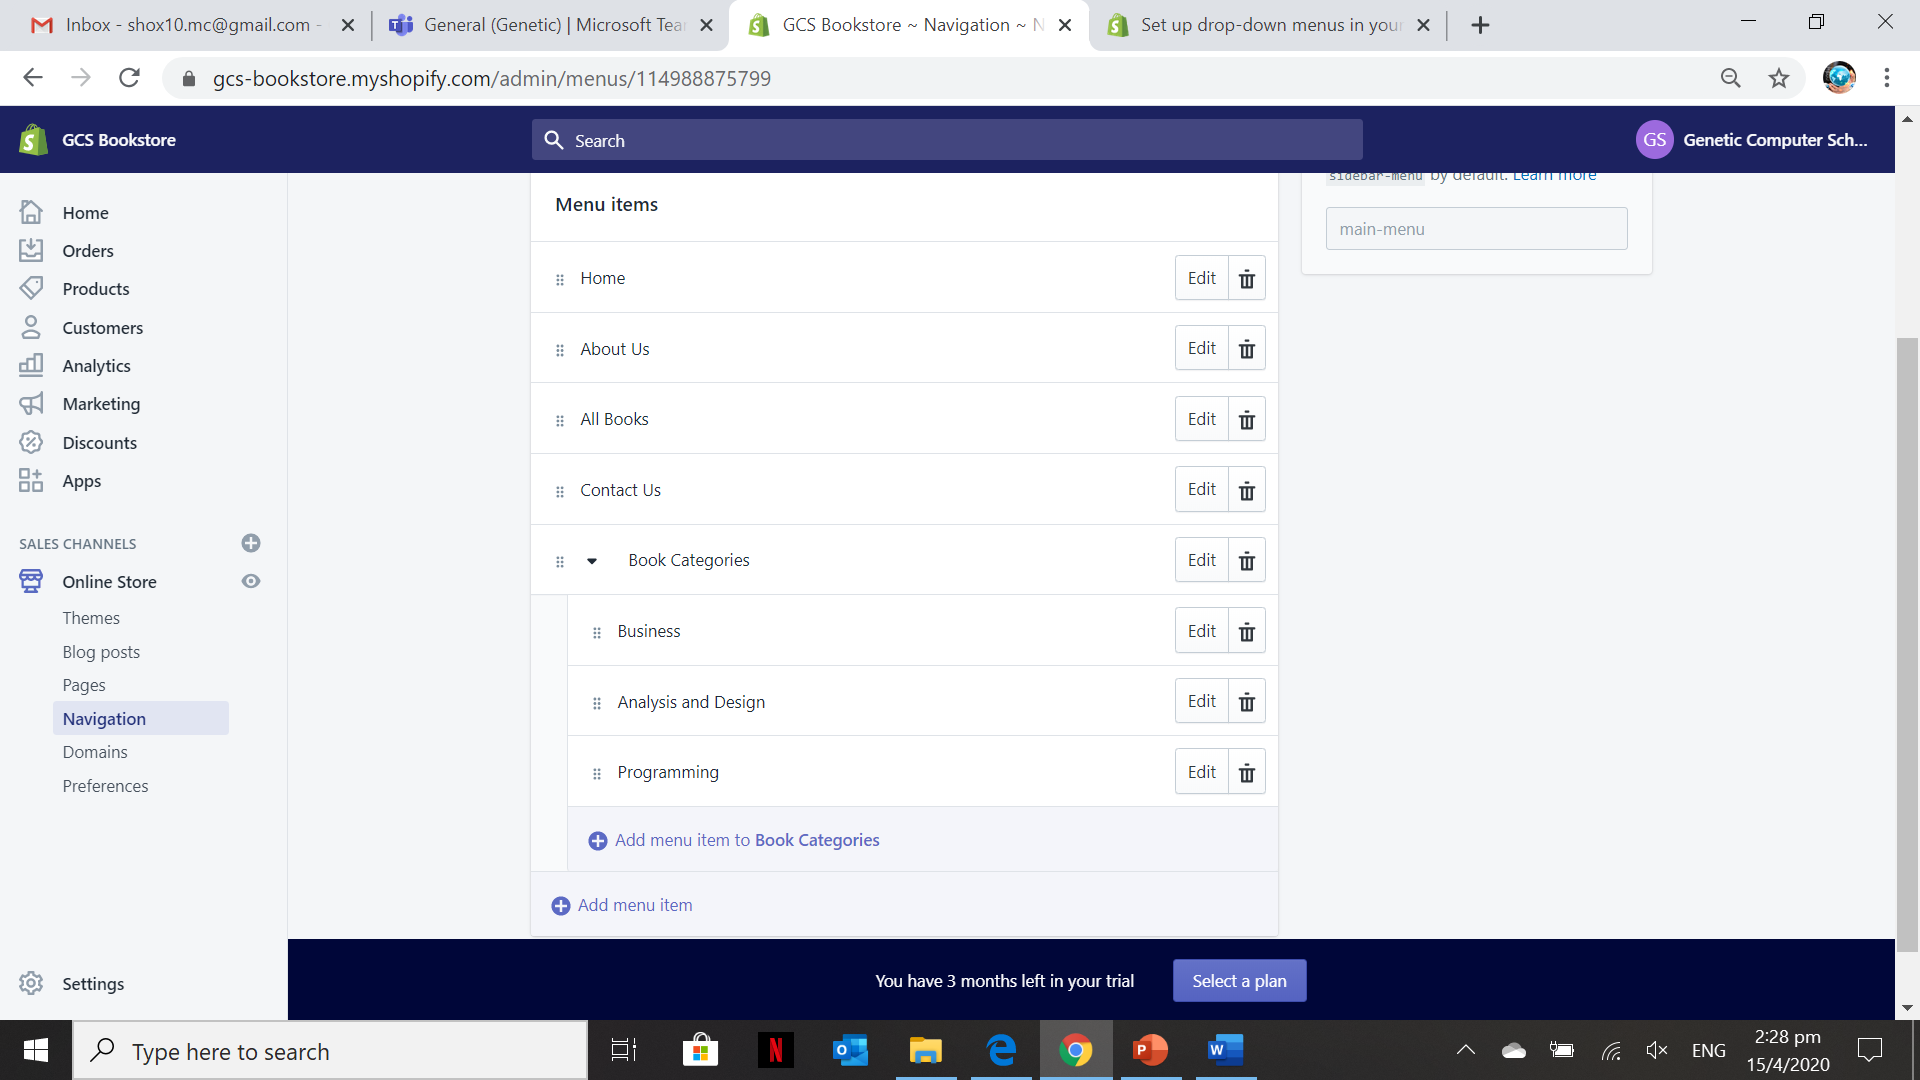 Inbox - shox10.mc@gmail.com -
General (Genetic) | Microsoft Tea
GCS Bookstore ~ Navigation ~ N
Set up drop-down menus in your
gcs-bookstore.myshopify.com/admin/menus/114988875799
GCS Bookstore
Search
GS
Genetic Computer Sch...
Home
Orders
Products
Customers
Analytics
Marketing
Discounts
Apps
SALES CHANNELS
Online Store
Themes
Blog posts
Pages
Navigation
Domains
Preferences
Settings
Menu items
Home
Edit
About Us
Edit
All Books
Edit
Contact Us
Edit
Book Categories
Edit
Business
Edit
Analysis and Design
Edit
Programming
Edit
Add menu item to Book Categories
Add menu item
sidebar-menu by default. Learn more
main-menu
You have 3 months left in your trial
Select a plan
Type here to search
ENG
2:28 pm
15/4/2020